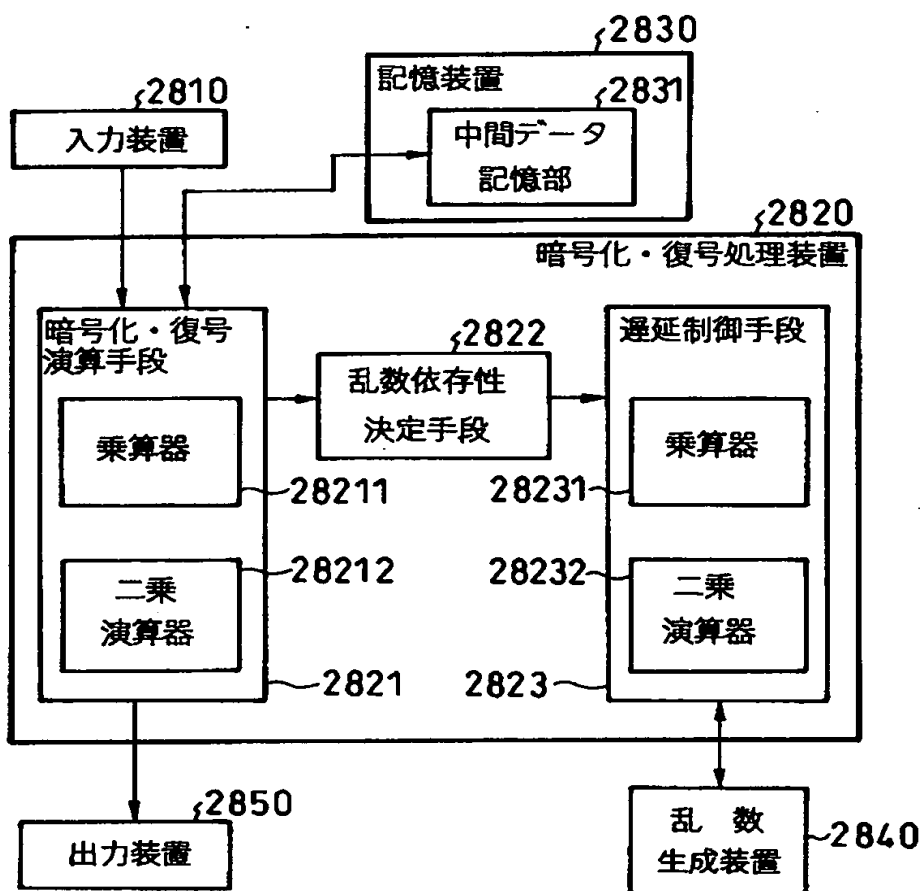 2830
記憶装置
2831
中間データ
記憶部
2810
入力装置
2820
暗号化・復号処理装置
暗号化・復号
演算手段
2822
乱数依存性
決定手段
遅延制御手段
乗算器
28211
乗算器
28231
28212
二乗
演算器
28232
二乗
演算器
2821
2823
2850
出力装置
乱 数
生成装置
2840